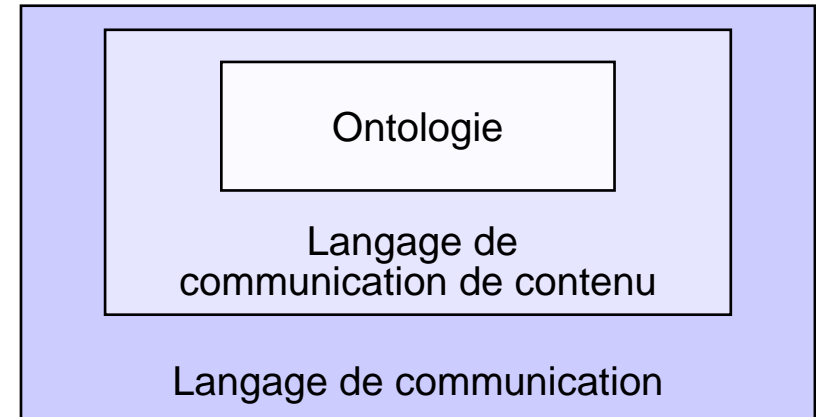 Ontologie
Langage de
communication de contenu
Langage de communication